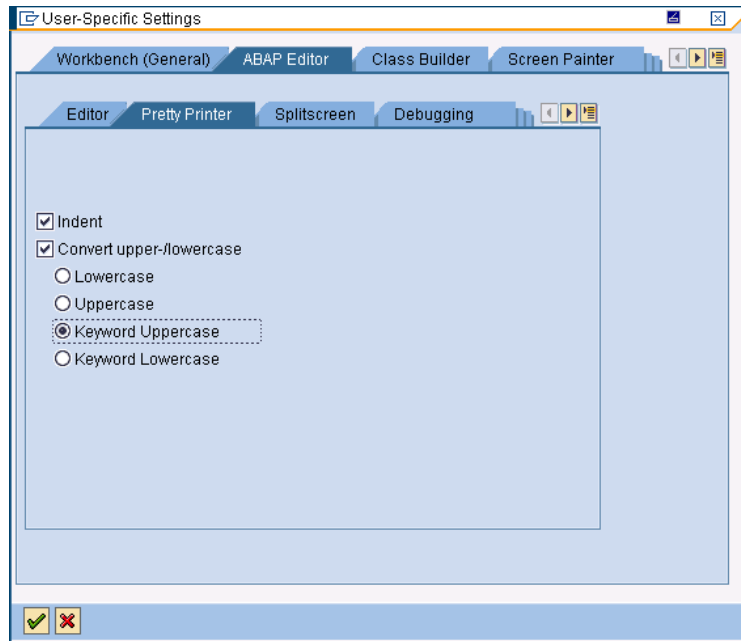 User-Specific Settings
Workbench (General) ABAP Editor Class Builder Screen Painter
Editor Pretty Printer Splitscreen Debugging
Indent
Convert upper-/lowercase
Lowercase
Uppercase
Keyword Uppercase
Keyword Lowercase